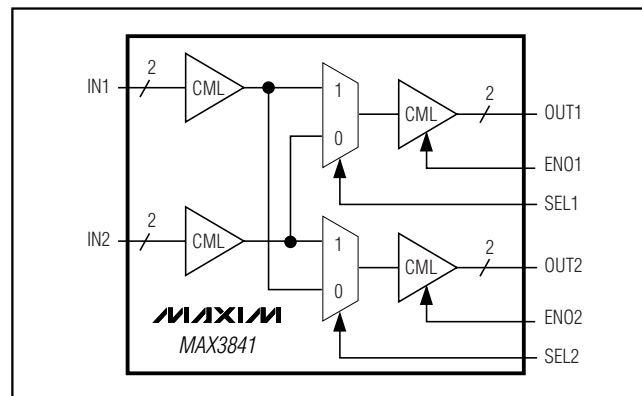 IN1
2
CML
1
0
CML
2
OUT1
ENO1
SEL1
IN2
2
CML
1
0
CML
2
OUT2
ENO2
SEL2
MAXIM
MAX3841